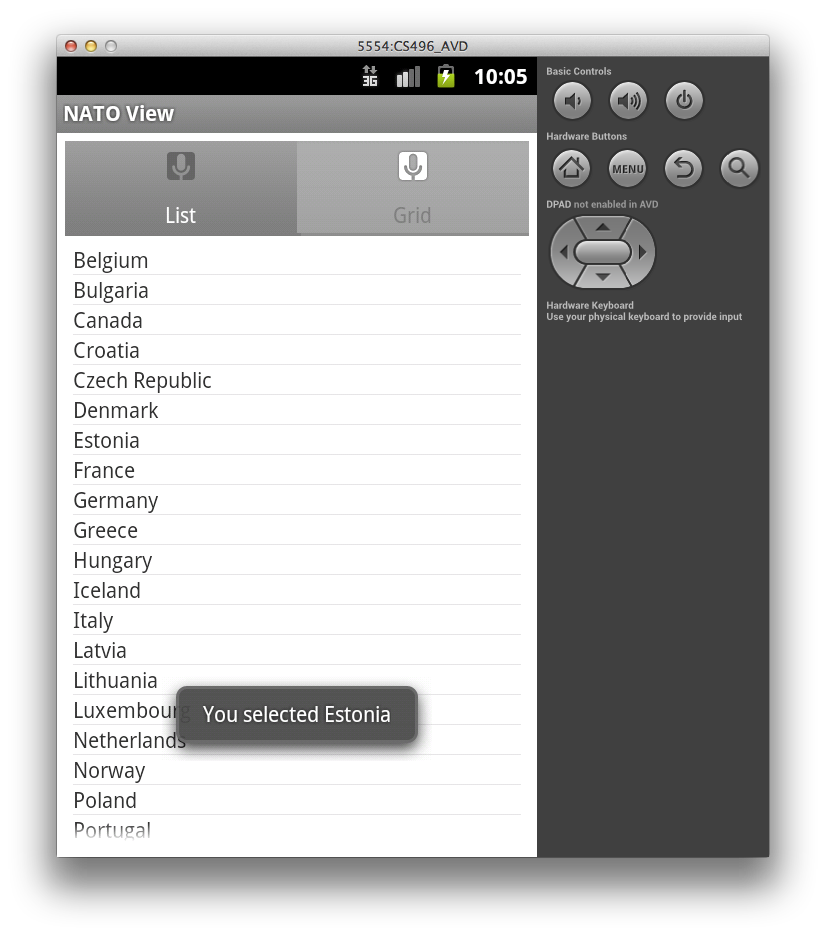 5554:CS496_AVD
3G 10:05
NATO View
List
Grid
Belgium
Bulgaria
Canada
Croatia
Czech Republic
Denmark
Estonia
France
Germany
Greece
Hungary
Iceland
Italy
Latvia
Lithuania
Luxembourg
You selected Estonia
Netherlands
Norway
Poland
Portugal
Basic Controls
Hardware Buttons
MENU
DPAD not enabled in AVD
Hardware Keyboard
Use your physical keyboard to provide input